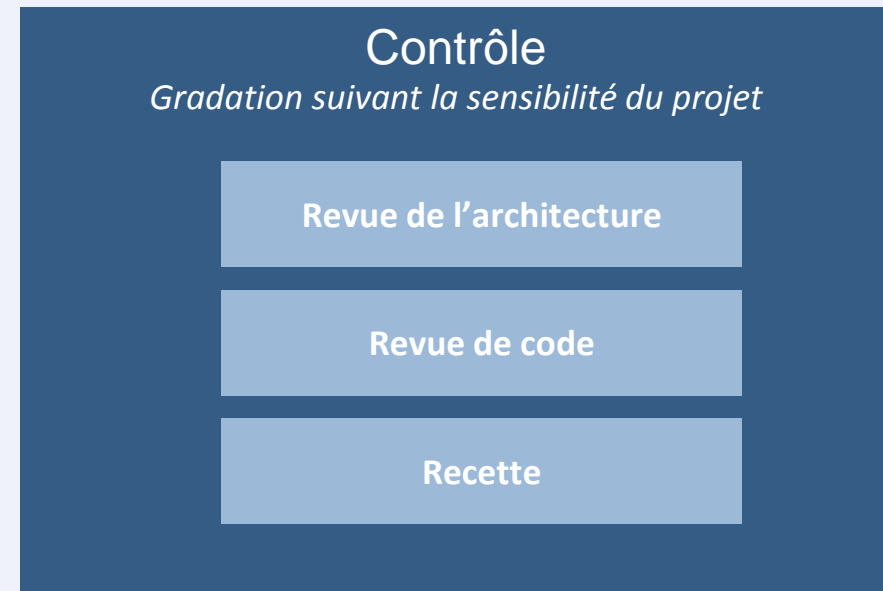 Contrôle
Gradation suivant la sensibilité du projet
Revue de l’architecture
Revue de code
Recette